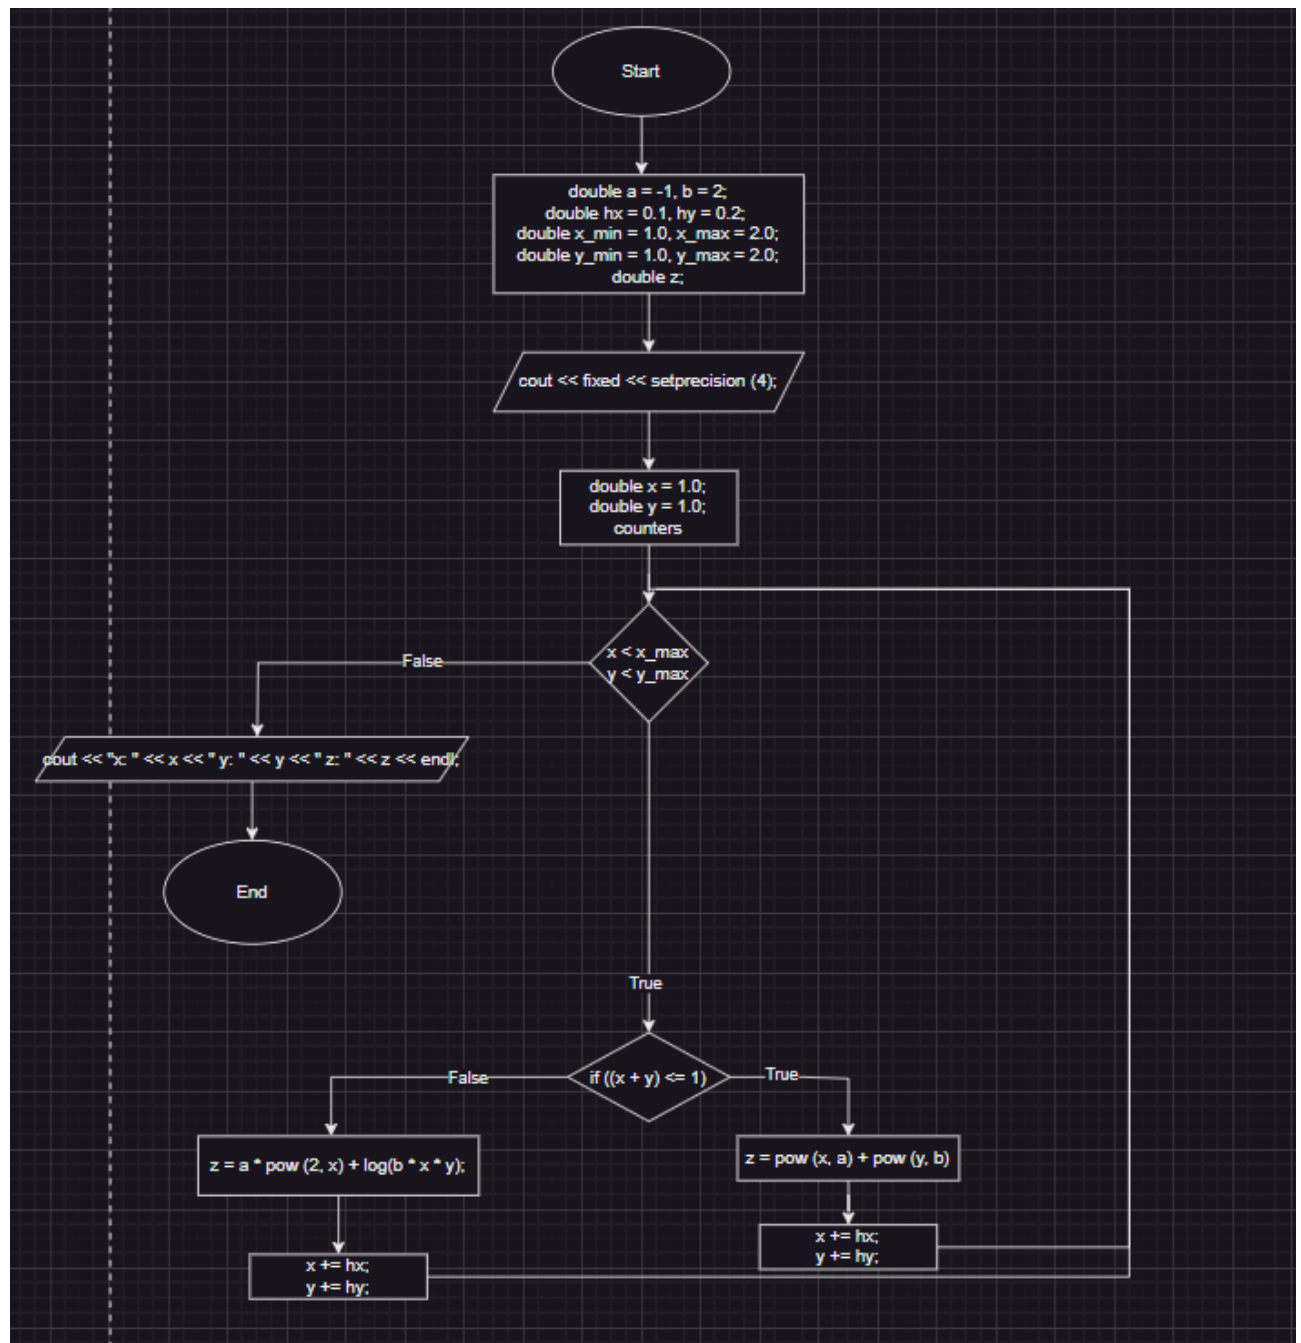 Start
double a = -1, b = 2;
double hx = 0.1, hy = 0.2;
double x_min = 1.0, x_max = 2.0;
double y_min = 1.0, y_max = 2.0;
double z;
cout << fixed << setprecision (4);
double x = 1.0;
double y = 1.0;
counters
x < x_max
y < y_max
False
cout << "x: " << x << " y: " << y << " z: " << z << endl;
End
True
if ((x + y) <= 1)
False
True
z = a * pow (2, x) + log(b * x * y);
z = pow (x, a) + pow (y, b)
x += hx;
y += hy;
x += hx;
y += hy;